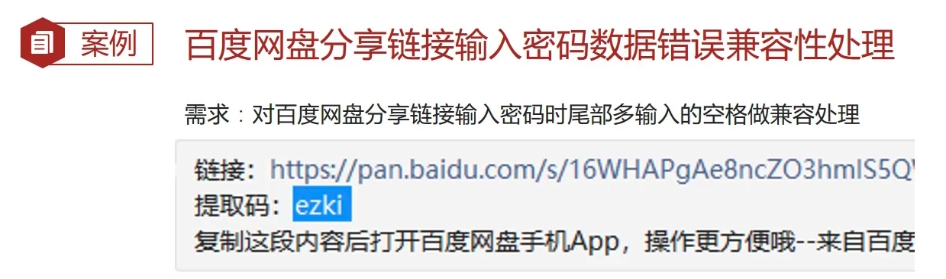 案例
百度网盘分享链接输入密码数据错误兼容性处理
需求：对百度网盘分享链接输入密码时尾部多输入的空格做兼容处理
链接：https://pan.baidu.com/s/16WHAPgAe8ncZO3hmlS5Q
提取码：ezki
复制这段内容后打开百度网盘手机App，操作更方便哦--来自百度